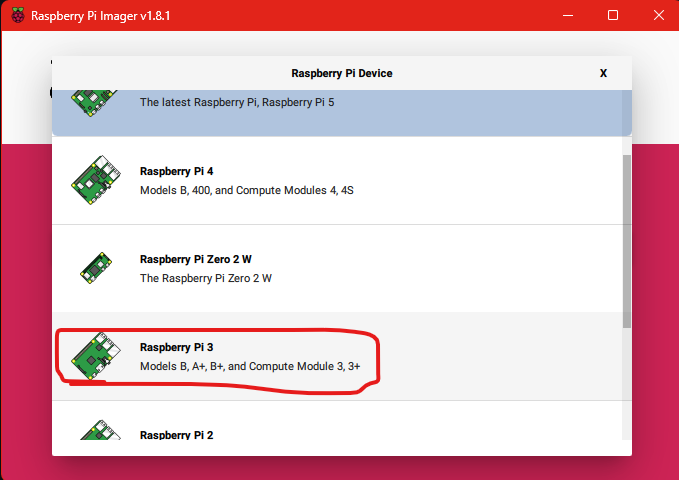 Raspberry Pi Imager v1.8.1
Raspberry Pi Device
X
The latest Raspberry Pi, Raspberry Pi 5
Raspberry Pi 4
Models B, 400, and Compute Modules 4, 4S
Raspberry Pi Zero 2 W
The Raspberry Pi Zero 2 W
Raspberry Pi 3
Models B, A+, B+, and Compute Module 3, 3+
Raspberry Pi 2